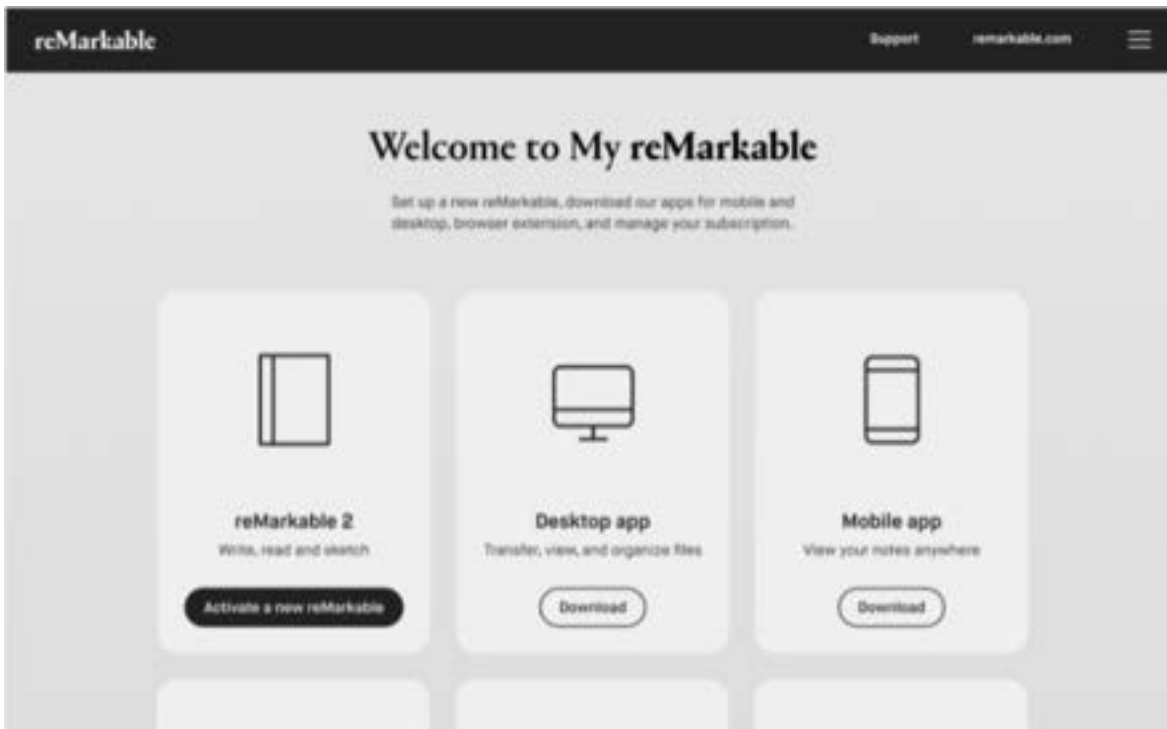 reMarkable
Support
remarkable.com
Welcome to My reMarkable
Set up a new reMarkable, download our apps for mobile and
desktop, browser extension, and manage your subscription.
reMarkable 2
Write, read and sketch
Activate a new reMarkable
Desktop app
Transfer, view, and organize files
Download
Mobile app
View your notes anywhere
Download